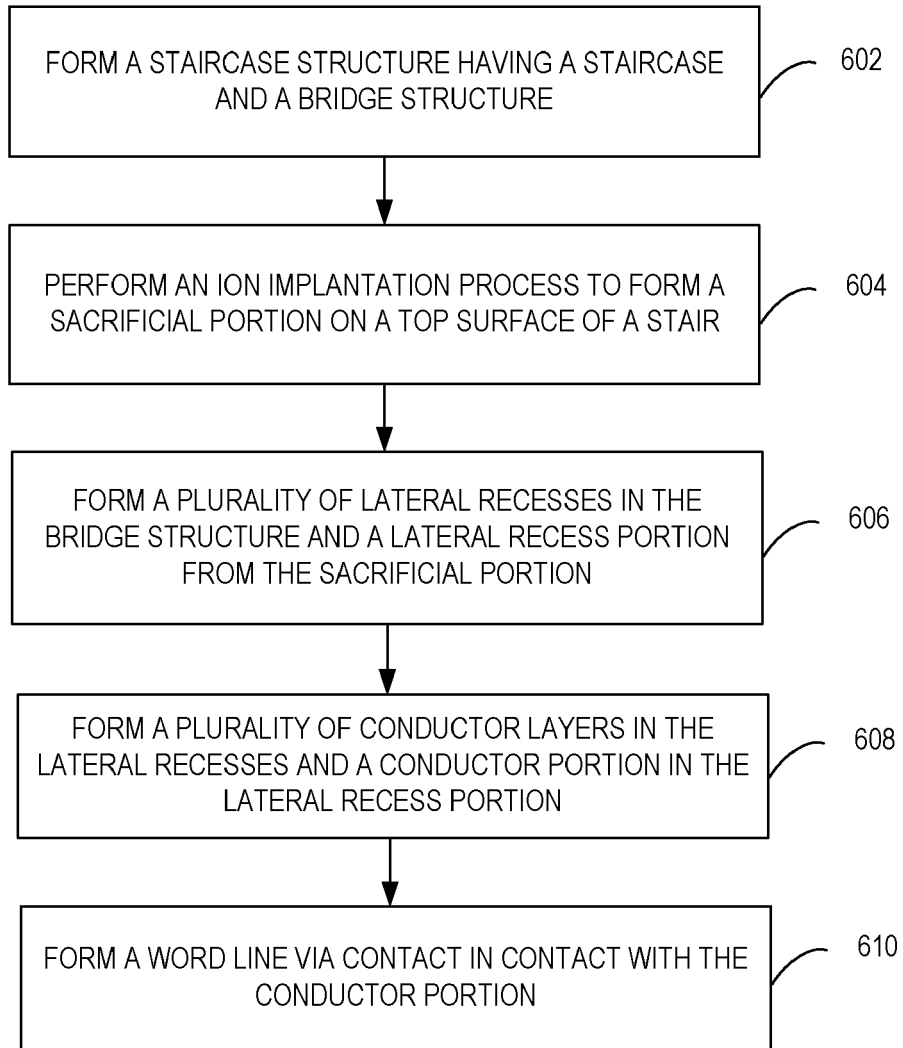 FORM A STAIRCASE STRUCTURE HAVING A STAIRCASE
AND A BRIDGE STRUCTURE
602
PERFORM AN ION IMPLANTATION PROCESS TO FORM A
SACRIFICIAL PORTION ON A TOP SURFACE OF A STAIR
604
FORM A PLURALITY OF LATERAL RECESSES IN THE
BRIDGE STRUCTURE AND A LATERAL RECESS PORTION
FROM THE SACRIFICIAL PORTION
606
FORM A PLURALITY OF CONDUCTOR LAYERS IN THE
LATERAL RECESSES AND A CONDUCTOR PORTION IN THE
LATERAL RECESS PORTION
608
FORM A WORD LINE VIA CONTACT IN CONTACT WITH THE
CONDUCTOR PORTION
610